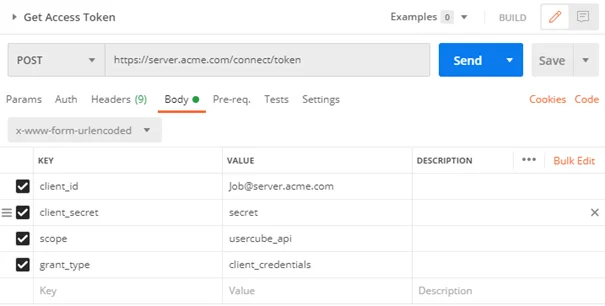 Get Access Token Examples 0 BUILD
POST https://server.acme.com/connect/token Send Save
Params Auth Headers (9) Body Pre-req. Tests Settings Cookies Code
x-www-form-urlencoded
KEY VALUE DESCRIPTION ••• Bulk Edit
client_id Job@server.acme.com
client_secret secret
scope usercube_api
grant_type client_credentials
Key Value Description